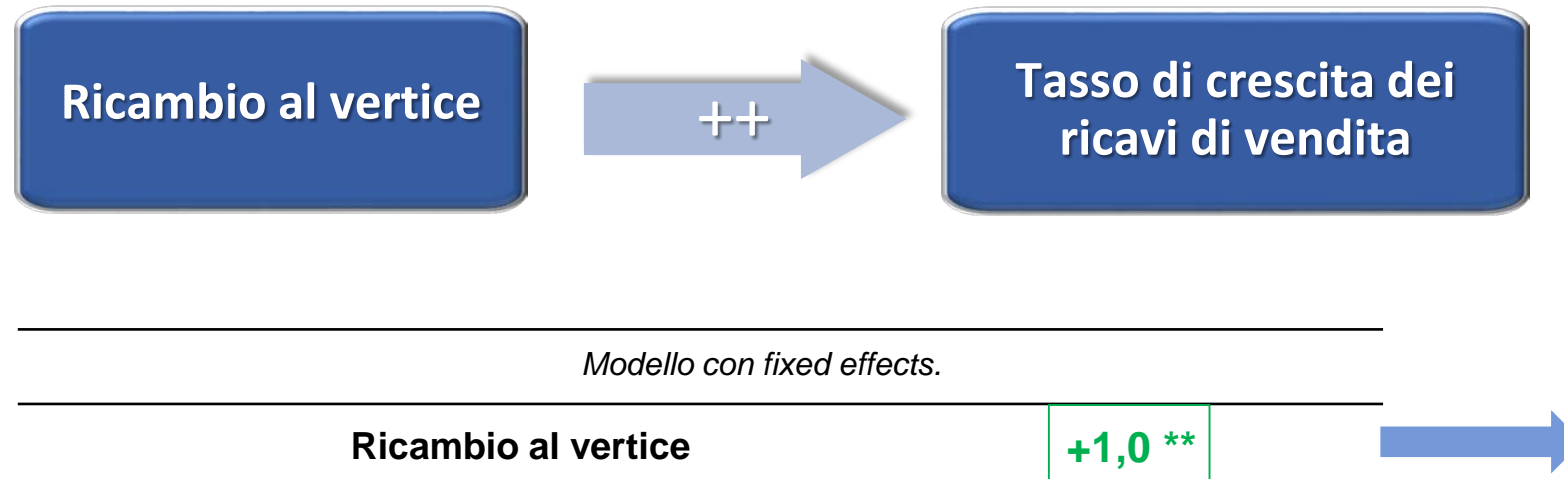 Ricambio al vertice
++
Tasso di crescita dei
ricavi di vendita
Modello con fixed effects.
Ricambio al vertice +1,0 **